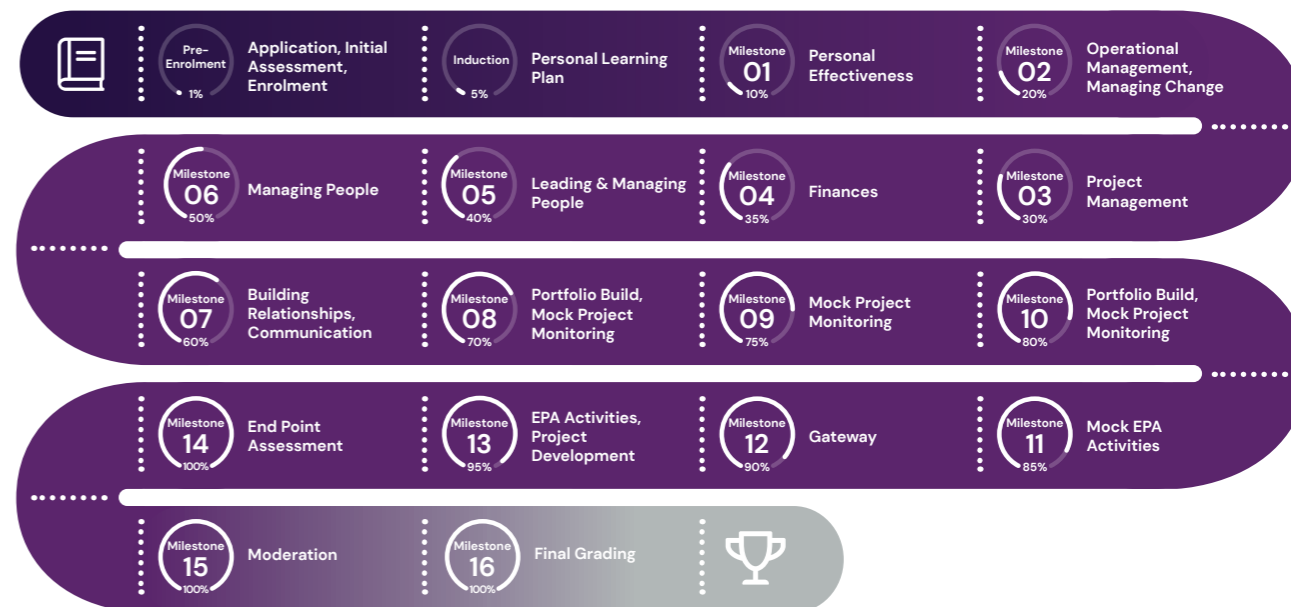 Pre-
Enrolment
1%
Application, Initial
Assessment,
Enrolment
Induction
5%
Personal Learning
Plan
Milestone
01
10%
Personal
Effectiveness
Milestone
02
20%
Operational
Management,
Managing Change
Milestone
03
30%
Project
Management
Milestone
04
35%
Finances
Milestone
05
40%
Leading & Managing
People
Milestone
06
50%
Managing People
Milestone
07
60%
Building
Relationships,
Communication
Milestone
08
70%
Portfolio Build,
Mock Project
Monitoring
Milestone
09
75%
Mock Project
Monitoring
Milestone
10
80%
Portfolio Build,
Mock Project
Monitoring
Milestone
11
85%
Mock EPA
Activities
Milestone
12
90%
Gateway
Milestone
13
95%
EPA Activities,
Project
Development
Milestone
14
100%
End Point
Assessment
Milestone
15
100%
Moderation
Milestone
16
100%
Final Grading